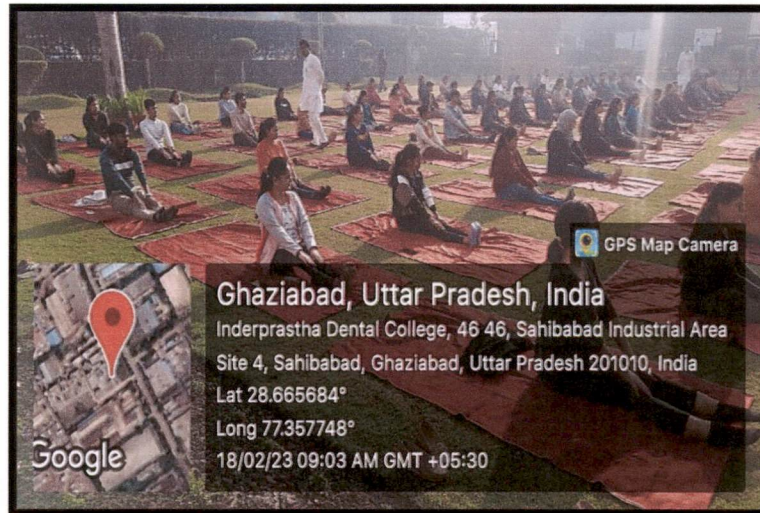 GPS Map Camera
Ghaziabad, Uttar Pradesh, India
Inderprastha Dental College, 46 46, Sahibabad Industrial Area
Site 4, Sahibabad, Ghaziabad, Uttar Pradesh 201010, India
Lat 28.665684°
Long 77.357748°
18/02/23 09:03 AM GMT +05:30
Google